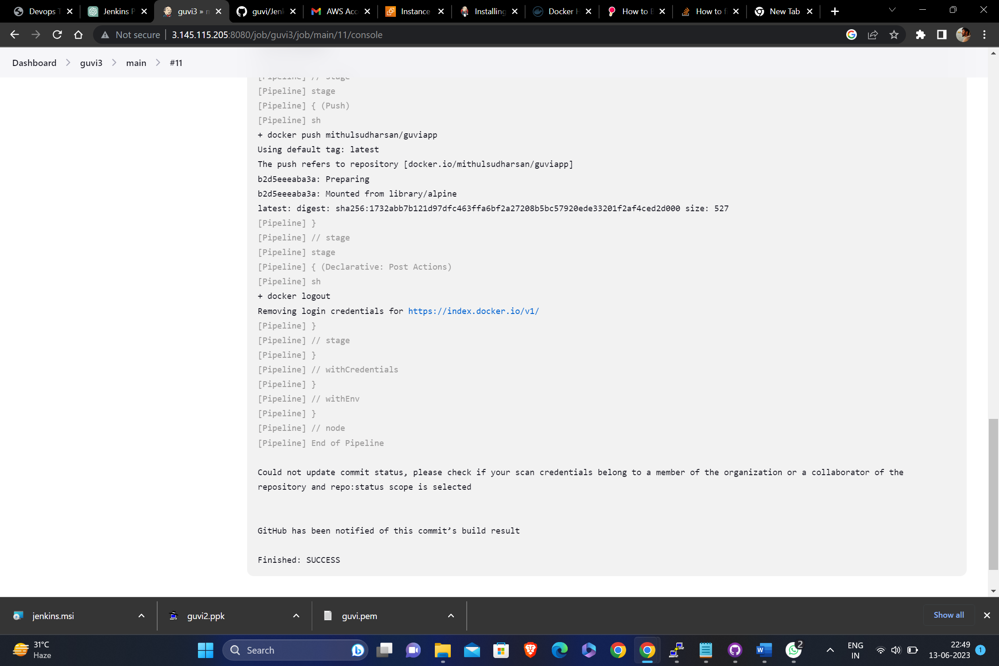 Devops T
Jenkins P
guvi3 » m
guvi/Jenk
AWS Acc
Instance
Installing
Docker H
How to B
How to f
New Tab
Not secure
3.145.115.205:8080/job/guvi3/job/main/11/console
Dashboard
guvi3
main
#11
[Pipeline] // stage
[Pipeline] stage
[Pipeline] { (Push)
[Pipeline] sh
+ docker push mithulsudharsan/guviapp
Using default tag: latest
The push refers to repository [docker.io/mithulsudharsan/guviapp]
b2d5eeeaba3a: Preparing
b2d5eeeaba3a: Mounted from library/alpine
latest: digest: sha256:1732abb7b121d97dfc463ffa6bf2a27208b5bc57920ede33201f2af4ced2d000 size: 527
[Pipeline] }
[Pipeline] // stage
[Pipeline] stage
[Pipeline] { (Declarative: Post Actions)
[Pipeline] sh
+ docker logout
Removing login credentials for https://index.docker.io/v1/
[Pipeline] }
[Pipeline] // stage
[Pipeline] }
[Pipeline] // withCredentials
[Pipeline] }
[Pipeline] // withEnv
[Pipeline] }
[Pipeline] // node
[Pipeline] End of Pipeline
Could not update commit status, please check if your scan credentials belong to a member of the organization or a collaborator of the
repository and repo:status scope is selected
GitHub has been notified of this commit’s build result
Finished: SUCCESS
jenkins.msi
guvi2.ppk
guvi.pem
Show all
31°C
Haze
Search
2
ENG
IN
22:49
13-06-2023
1